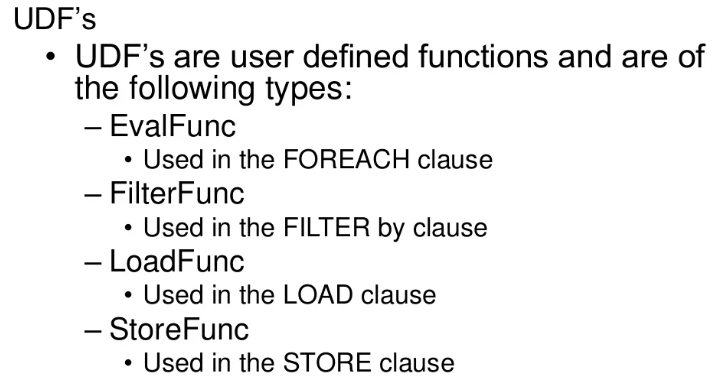 UDF's
• UDF's are user defined functions and are of
the following types:
– EvalFunc
• Used in the FOREACH clause
– FilterFunc
• Used in the FILTER by clause
– LoadFunc
• Used in the LOAD clause
– StoreFunc
• Used in the STORE clause